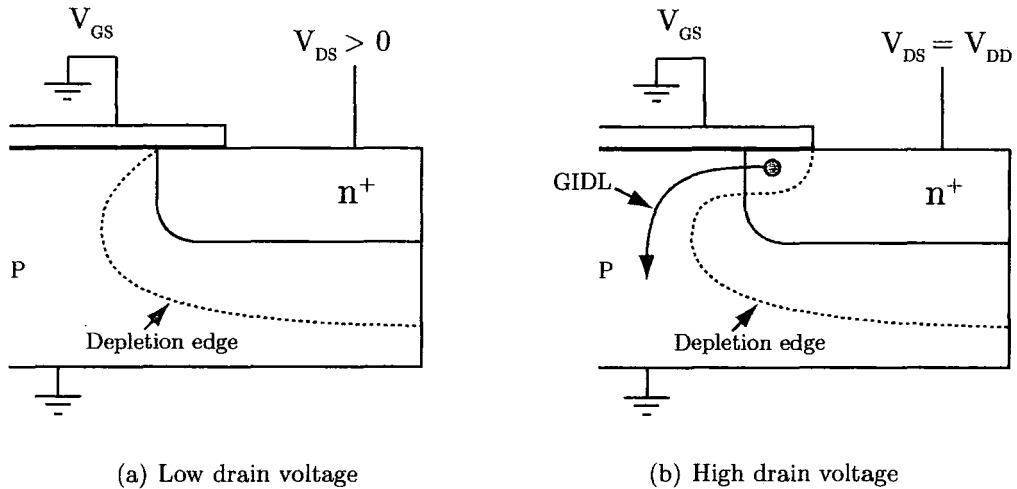 V_GS
V_DS > 0
n⁺
P
Depletion edge
(a) Low drain voltage
V_GS
V_DS = V_DD
GIDL
n⁺
P
Depletion edge
(b) High drain voltage